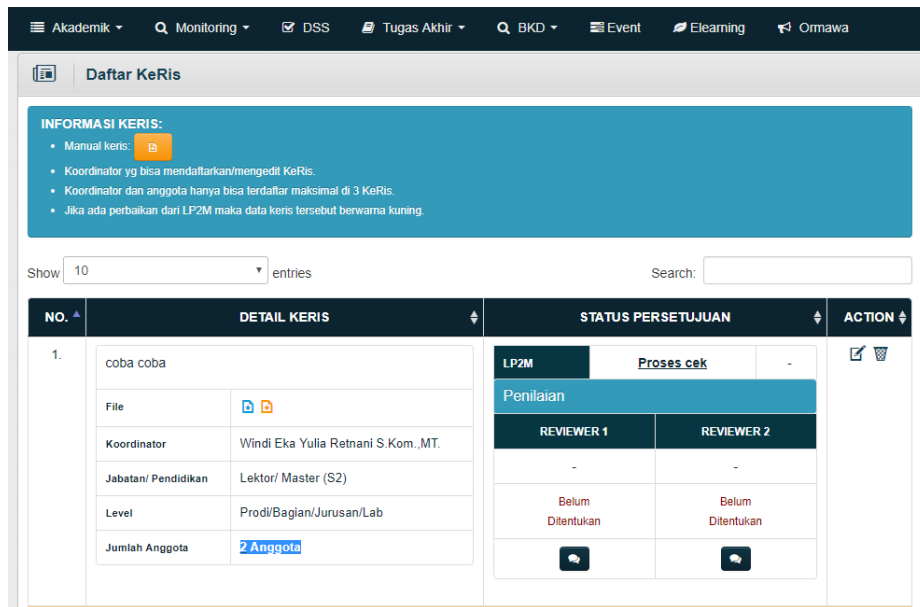 Akademik Monitoring DSS Tugas Akhir BKD Event Elearning Ormawa
Daftar KeRis
INFORMASI KERIS:
Manual keris:
Koordinator yg bisa mendaftarkan/mengedit KeRis.
Koordinator dan anggota hanya bisa terdaftar maksimal di 3 KeRis.
Jika ada perbaikan dari LP2M maka data keris tersebut berwarna kuning.
Show 10 entries Search:
NO. DETAIL KERIS STATUS PERSETUJUAN ACTION
1. coba coba
File
Koordinator Windi Eka Yulia Retnani S.Kom.,MT.
Jabatan/ Pendidikan Lektor/ Master (S2)
Level Prodi/Bagian/Jurusan/Lab
Jumlah Anggota 2 Anggota
LP2M Proses cek -
Penilaian
REVIEWER 1 REVIEWER 2
- -
Belum Ditentukan Belum Ditentukan